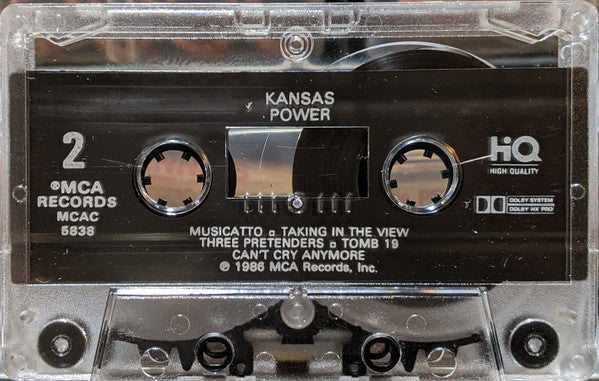 KANSAS
POWER
2
®MCA
RECORDS
MCAC
5838
HiQ
HIGH QUALITY
DOLBY SYSTEM
DOLBY HX PRO
MUSICATTO ▫ TAKING IN THE VIEW
THREE PRETENDERS ▫ TOMB 19
CAN'T CRY ANYMORE
℗ 1986 MCA Records, Inc.